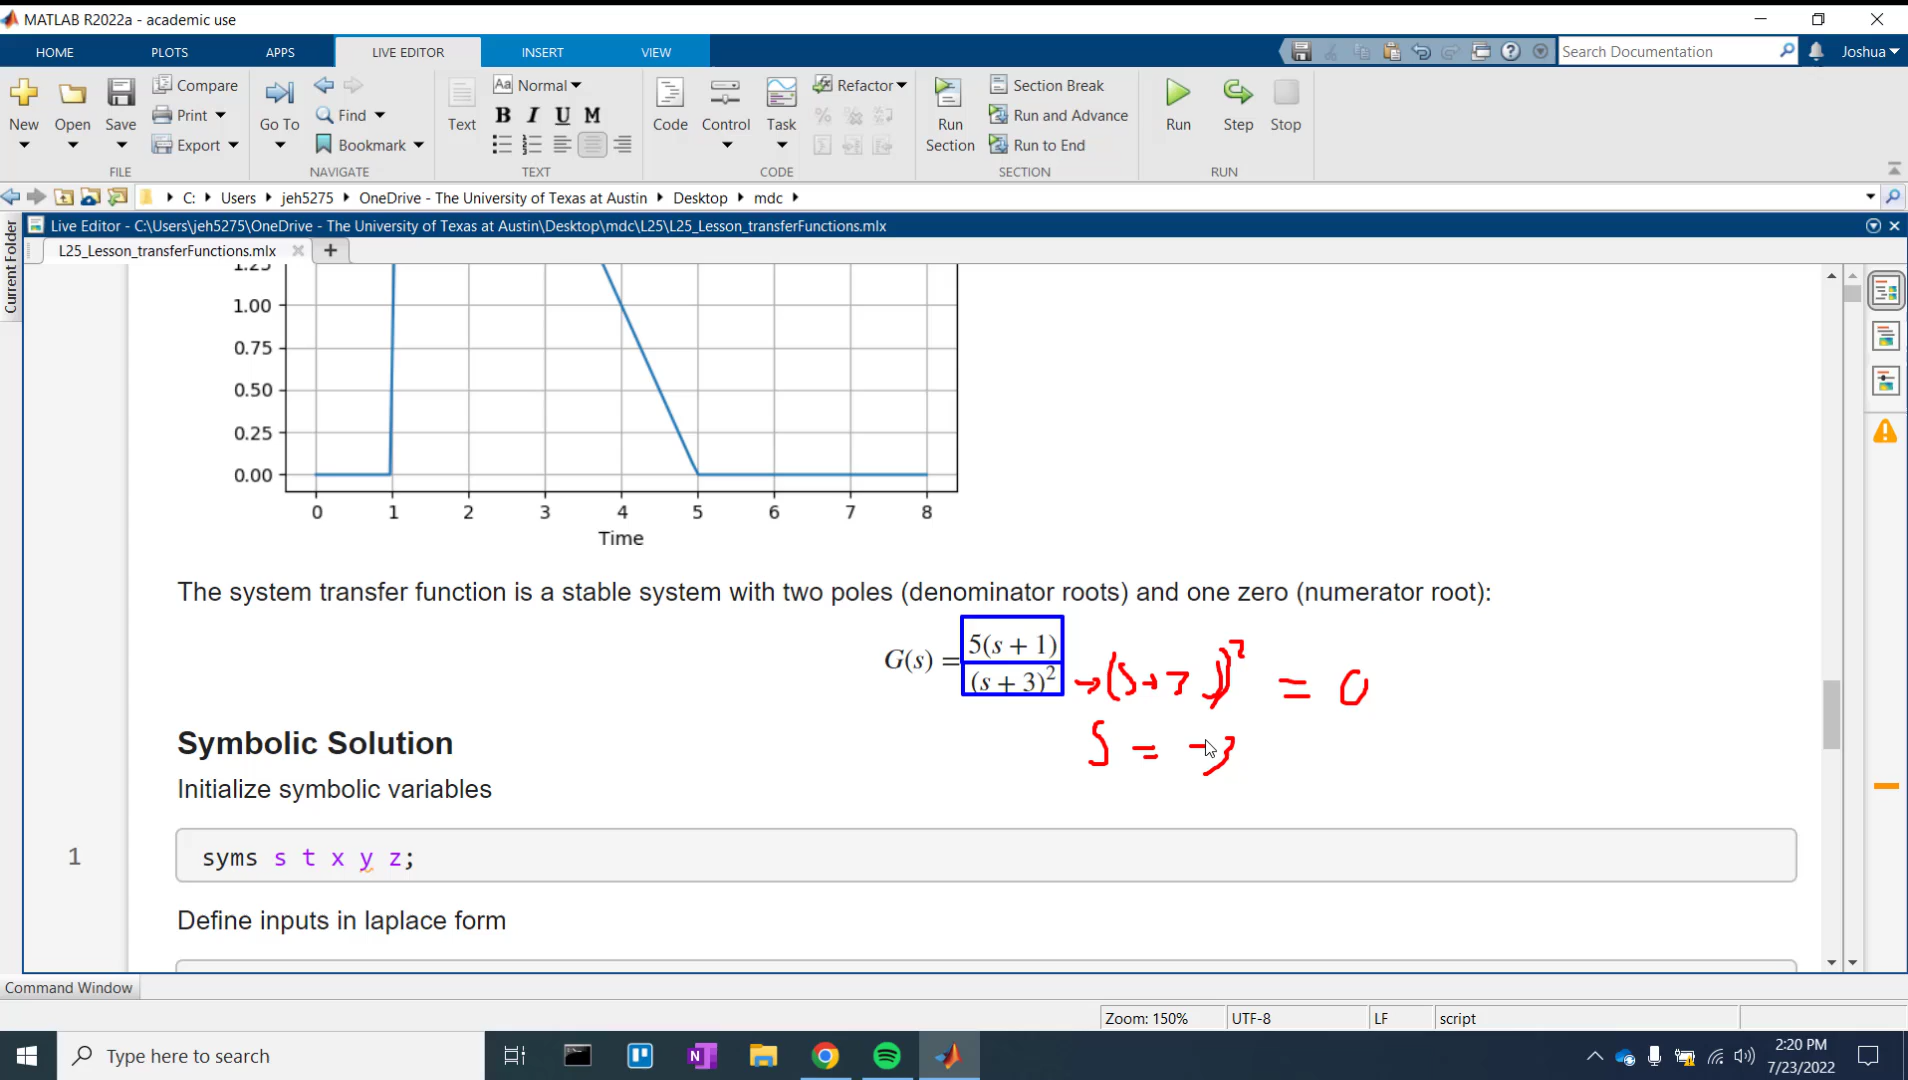 MATLAB R2022a - academic use
HOME PLOTS APPS LIVE EDITOR INSERT VIEW
Search Documentation
Joshua
New Open Save Compare Print Export
FILE
Go To Find Bookmark
NAVIGATE
Text Aa Normal B I U M
TEXT
Code Control Task Refactor
CODE
Run Section Section Break Run and Advance Run to End
SECTION
Run Step Stop
RUN
C: Users jeh5275 OneDrive - The University of Texas at Austin Desktop mdc
Current Folder
Live Editor - C:\Users\jeh5275\OneDrive - The University of Texas at Austin\Desktop\mdc\L25\L25_Lesson_transferFunctions.mlx
L25_Lesson_transferFunctions.mlx
1.25
1.00
0.75
0.50
0.25
0.00
0 1 2 3 4 5 6 7 8
Time
The system transfer function is a stable system with two poles (denominator roots) and one zero (numerator root):
G(s) = 5(s + 1) / (s + 3)²
= 0
S = -3
Symbolic Solution
Initialize symbolic variables
1 syms s t x y z;
Define inputs in laplace form
Command Window
Zoom: 150% UTF-8 LF script
Type here to search
2:20 PM
7/23/2022